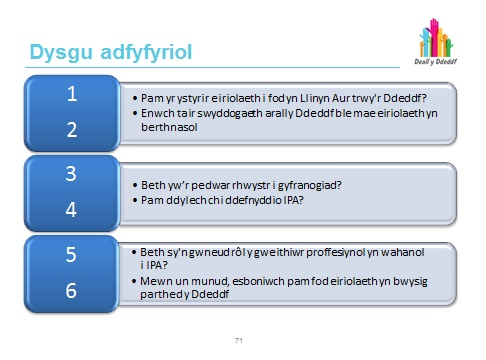 Dysgu adfyfyriol
Deall y Ddeddf
1
2
• Pam yr ystyrir eiriolaeth i fod yn Llinyn Aur trwy'r Ddeddf?
• Enwch tair swyddogaeth arall y Ddeddf ble mae eiriolaeth yn
berthnasol
3
4
• Beth yw'r pedwar rhwystr i gyfranogiad?
• Pam ddylech chi ddefnyddio IPA?
5
6
• Beth sy'n gwneud rôl y gweithiwr proffesiynol yn wahanol
i IPA?
• Mewn un munud, esboniwch pam fod eiriolaeth yn bwysig
parthed y Ddeddf
71